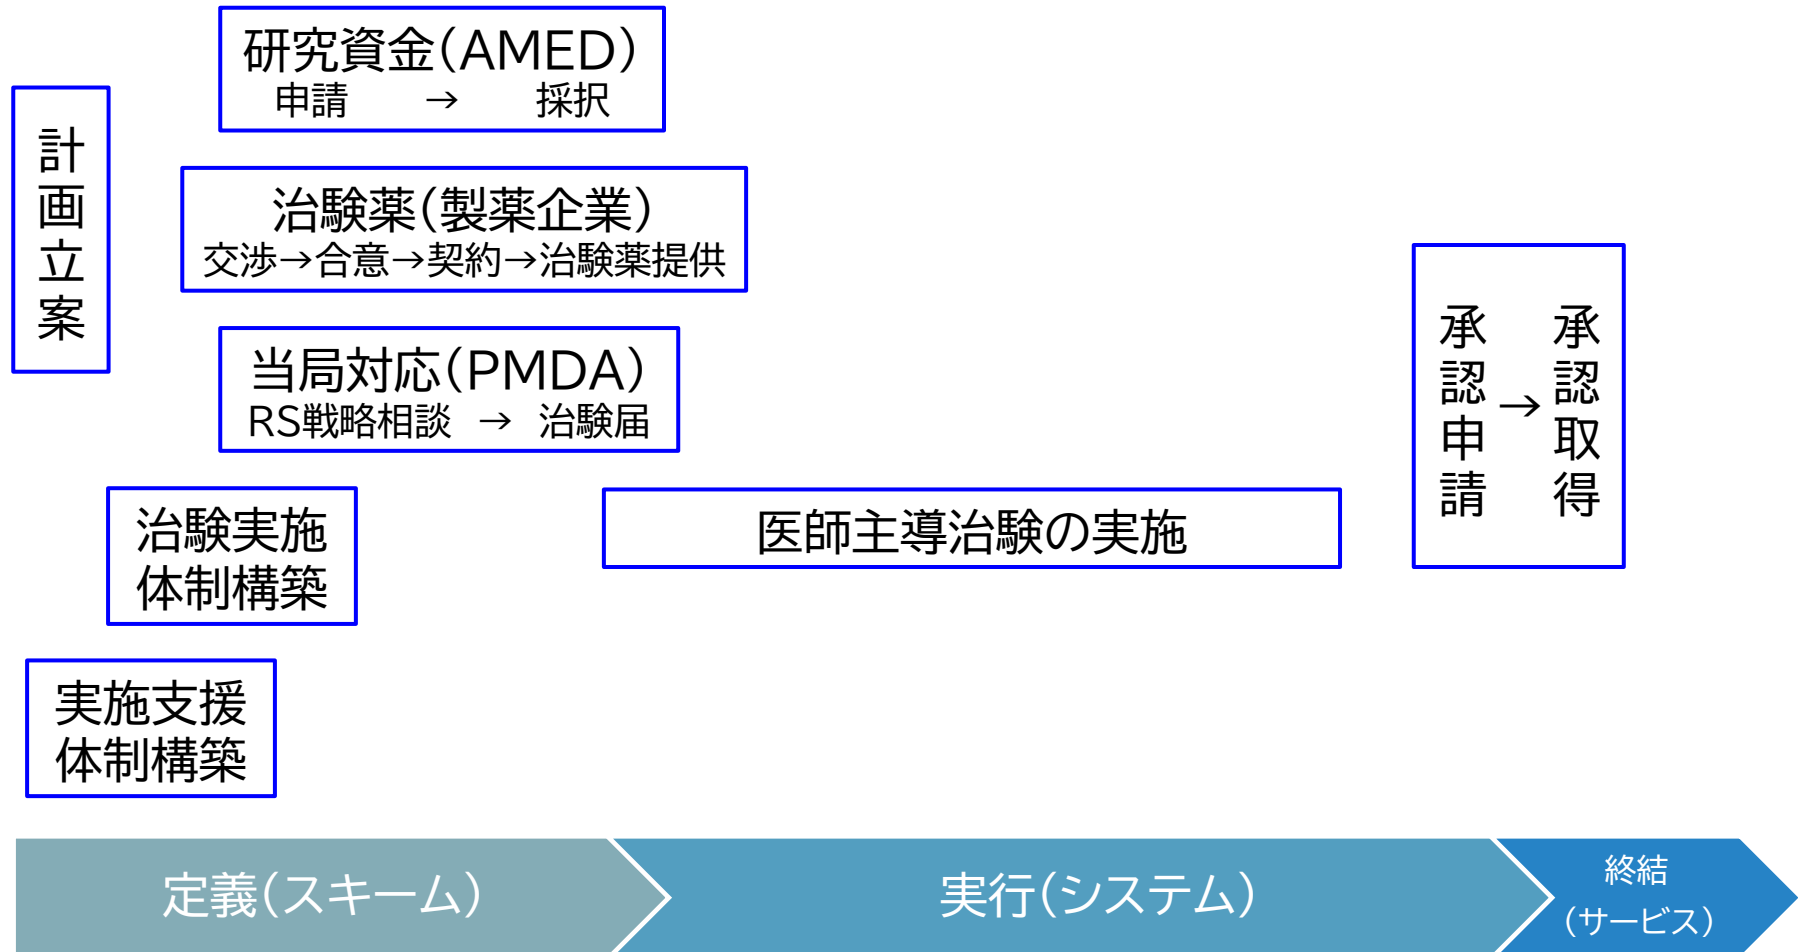 計画立案
研究資金(AMED)
申請　→　採択
治験薬(製薬企業)
交渉→合意→契約→治験薬提供
当局対応(PMDA)
RS戦略相談 → 治験届
治験実施
体制構築
実施支援
体制構築
医師主導治験の実施
承認申請
→
承認取得
定義(スキーム)
実行(システム)
終結
(サービス)